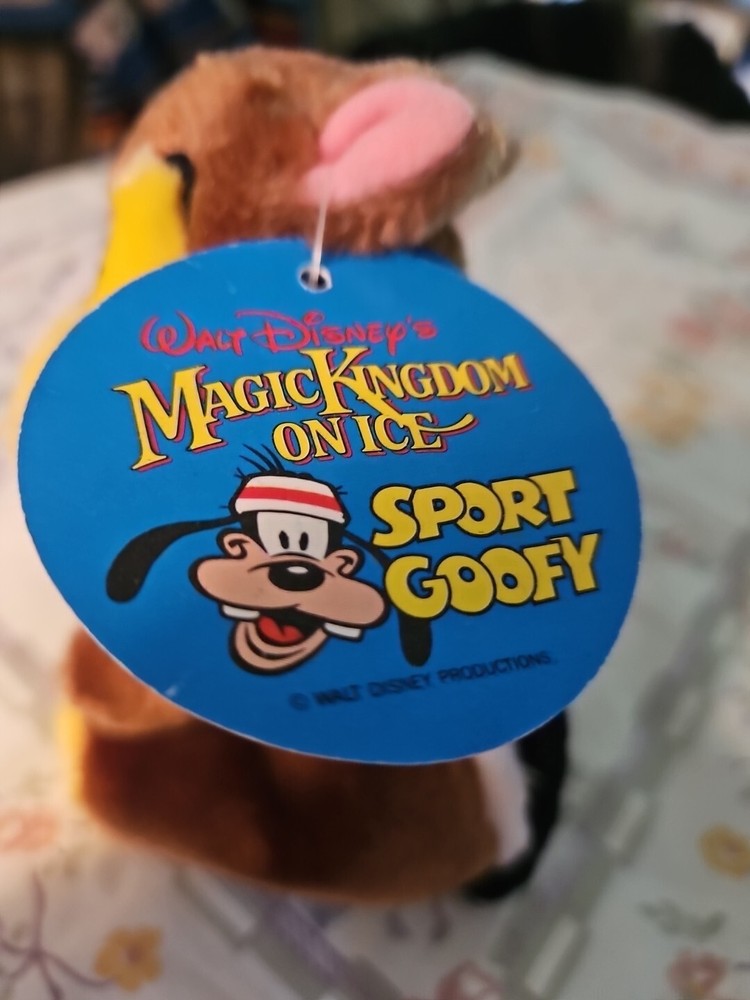 WALT DISNEY'S
MAGIC KINGDOM
ON ICE
SPORT
GOOFY
© WALT DISNEY PRODUCTIONS